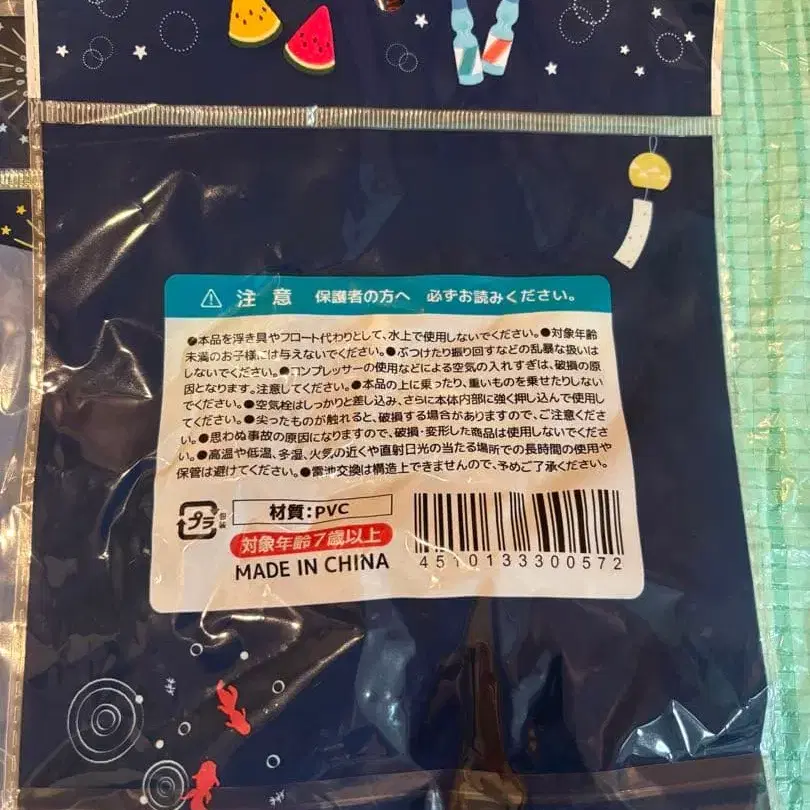 注意 保護者の方へ 必ずお読みください。
●本品を浮き具やフロート代わりとして、水上で使用しないでください。●対象年齢
未満のお子様には与えないでください。●ぶつけたり振り回すなどの乱暴な扱いは
しないでください。●コンプレッサーの使用などによる空気の入れすぎは、破損の原
因となります。注意してください。●本品の上に乗ったり、重いものを乗せたりしない
でください。●空気栓はしっかりと差し込み、さらに本体内部に強く押し込んで使用し
てください。●尖ったものが触れると、破損する場合がありますので、ご注意くださ
い。●思わぬ事故の原因になりますので、破損・変形した商品は使用しないでくださ
い。●高温や低温、多湿、火気の近くや直射日光の当たる場所での長時間の使用や
保管は避けてください。●電池交換は構造上できませんので、予めご了承ください。
プラ 包装
材質:PVC
対象年齢7歳以上
MADE IN CHINA
4510133300572